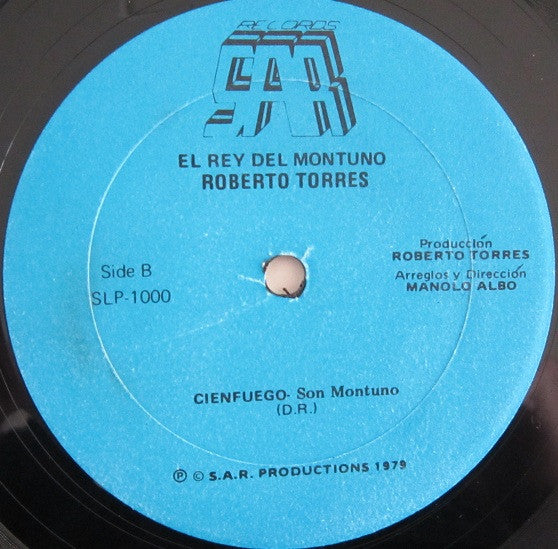 RECORDS
SAR
EL REY DEL MONTUNO
ROBERTO TORRES
Producción
ROBERTO TORRES
Arreglos y Dirección
MANOLO ALBO
Side B
SLP-1000
CIENFUEGO- Son Montuno
(D.R.)
℗ © S.A.R. PRODUCTIONS 1979